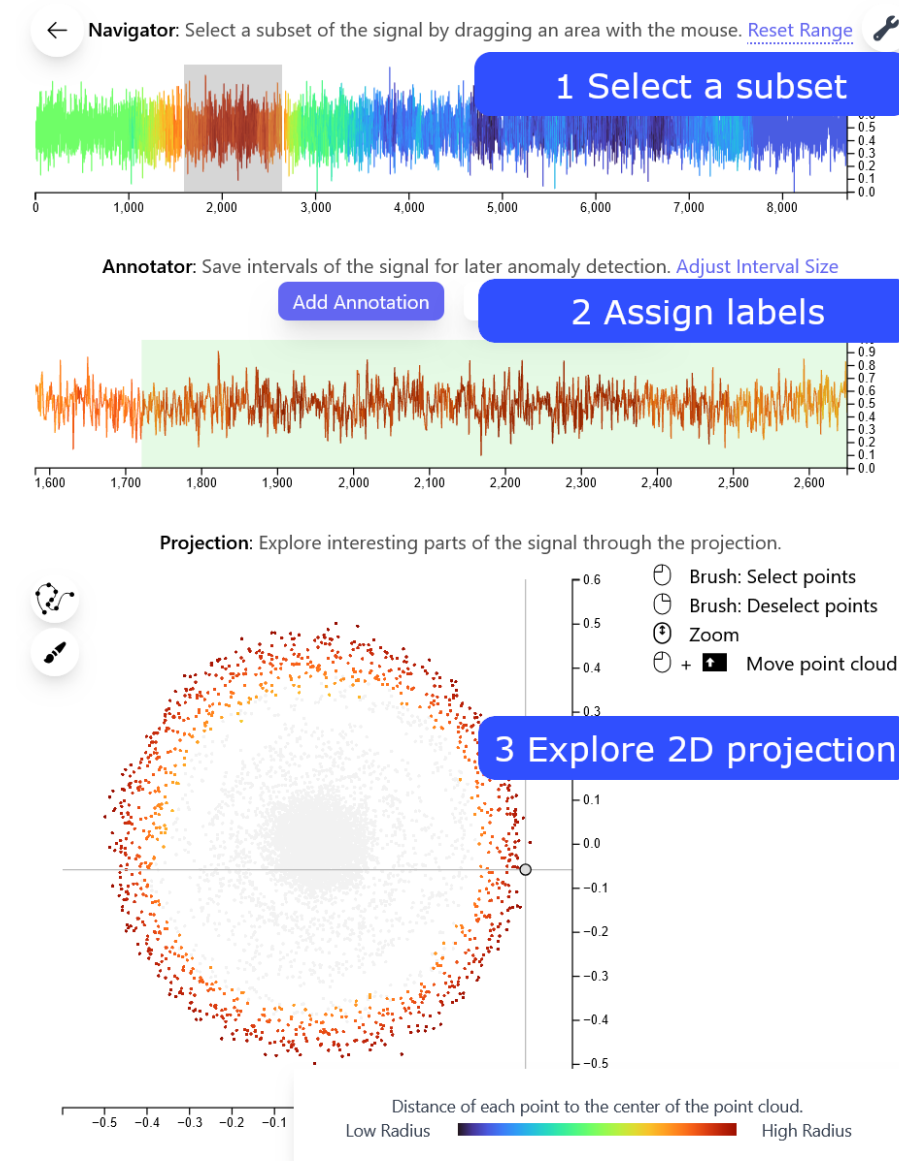 Navigator: Select a subset of the signal by dragging an area with the mouse. Reset Range
1 Select a subset
0.5
0.4
0.3
0.2
0.1
0.0
0 1,000 2,000 3,000 4,000 5,000 6,000 7,000 8,000
Annotator: Save intervals of the signal for later anomaly detection. Adjust Interval Size
Add Annotation
2 Assign labels
0.9
0.8
0.7
0.6
0.5
0.4
0.3
0.2
0.1
0.0
1,600 1,700 1,800 1,900 2,000 2,100 2,200 2,300 2,400 2,500 2,600
Projection: Explore interesting parts of the signal through the projection.
Brush: Select points
Brush: Deselect points
Zoom
+ Move point cloud
0.6
0.5
0.4
0.3
3 Explore 2D projection
0.1
0.0
−0.1
−0.2
−0.3
−0.4
−0.5
−0.5 −0.4 −0.3 −0.2 −0.1
Distance of each point to the center of the point cloud.
Low Radius High Radius